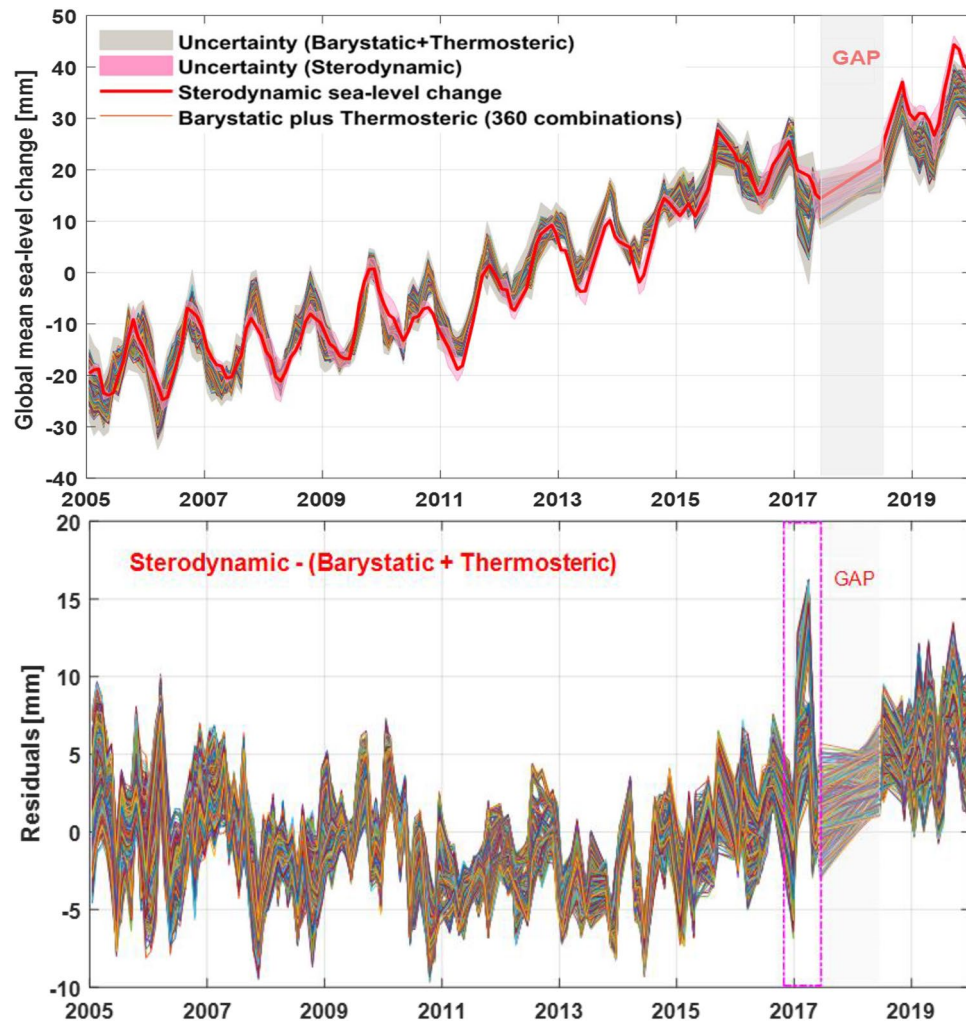 50
40
30
20
10
0
-10
-20
-30
-40
Global mean sea-level change [mm]
Uncertainty (Barystatic+Thermosteric)
Uncertainty (Sterodynamic)
Sterodynamic sea-level change
Barystatic plus Thermosteric (360 combinations)
GAP
2005 2007 2009 2011 2013 2015 2017 2019
20
15
10
5
0
-5
-10
Residuals [mm]
Sterodynamic - (Barystatic + Thermosteric)
GAP
2005 2007 2009 2011 2013 2015 2017 2019